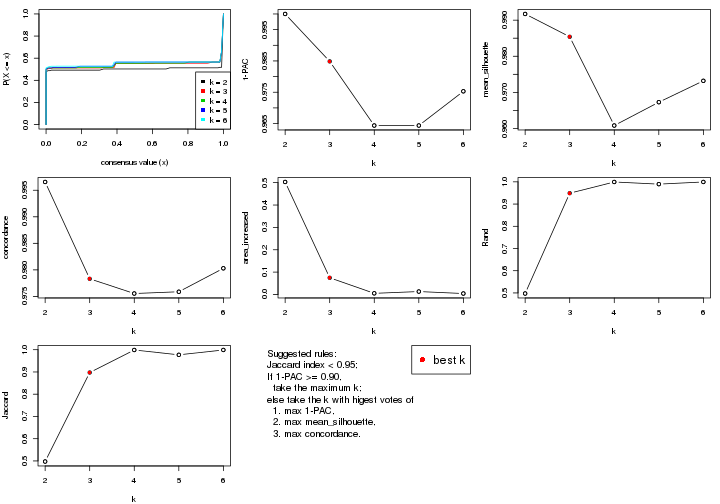 P(X <= x)
0.0 0.2 0.4 0.6 0.8 1.0
0.0 0.2 0.4 0.6 0.8 1.0
consensus value (x)
k = 2
k = 3
k = 4
k = 5
k = 6
1-PAC
0.965 0.975 0.985 0.995
2 3 4 5 6
k
mean_silhouette
0.960 0.970 0.980 0.990
2 3 4 5 6
k
concordance
0.975 0.980 0.985 0.990 0.995
2 3 4 5 6
k
area_increased
0.0 0.1 0.2 0.3 0.4 0.5
2 3 4 5 6
k
Rand
0.5 0.6 0.7 0.8 0.9 1.0
2 3 4 5 6
k
Jaccard
0.5 0.6 0.7 0.8 0.9 1.0
2 3 4 5 6
k
Suggested rules:
Jaccard index < 0.95;
If 1-PAC >= 0.90,
take the maximum k;
else take the k with higest votes of
1. max 1-PAC,
2. max mean_silhouette,
3. max concordance.
best k